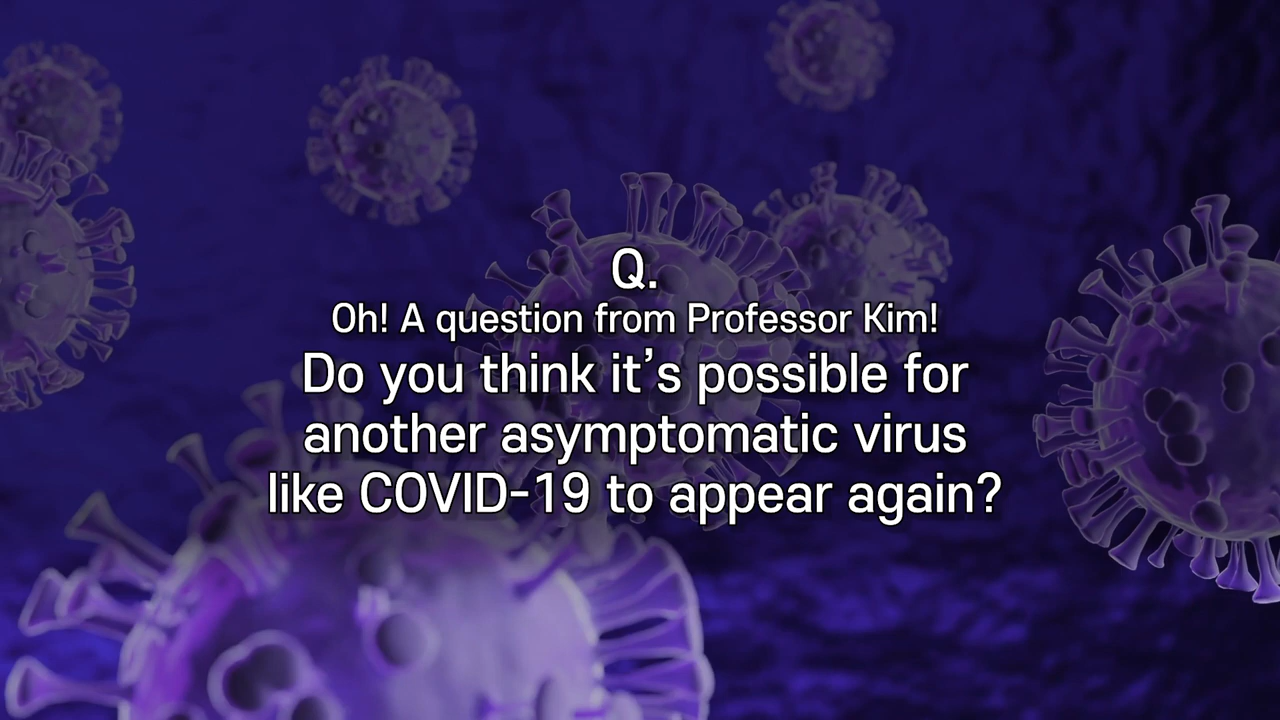 Q.
Oh! A question from Professor Kim!
Do you think it’s possible for
another asymptomatic virus
like COVID-19 to appear again?